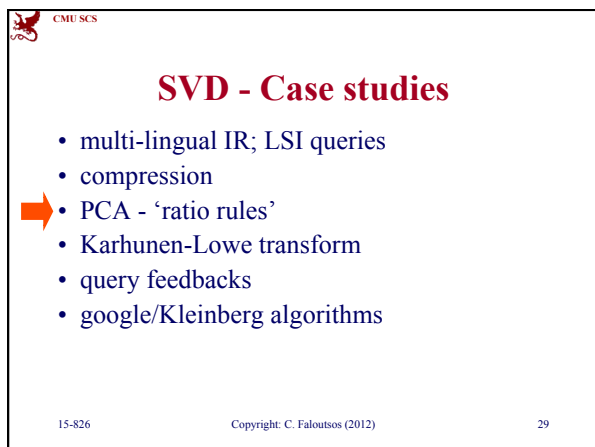 CMU SCS
SVD - Case studies
• multi-lingual IR; LSI queries
• compression
• PCA - ‘ratio rules’
• Karhunen-Lowe transform
• query feedbacks
• google/Kleinberg algorithms
15-826 Copyright: C. Faloutsos (2012) 29